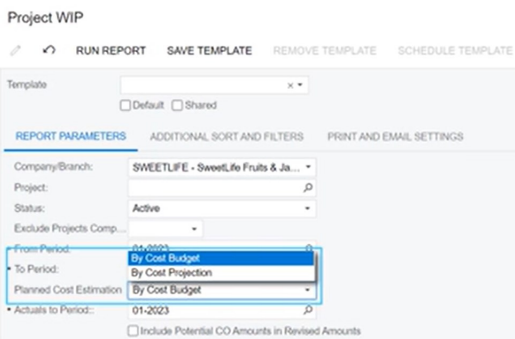 Project WIP
RUN REPORT SAVE TEMPLATE REMOVE TEMPLATE SCHEDULE TEMPLATE
Template
Default Shared
REPORT PARAMETERS ADDITIONAL SORT AND FILTERS PRINT AND EMAIL SETTINGS
Company/Branch: SWEETLIFE - SweetLife Fruits & Ja...
Project:
Status: Active
Exclude Projects Comp...
• From Period: 01-2023
By Cost Budget
• To Period: By Cost Projection
Planned Cost Estimation By Cost Budget
• Actuals to Period:: 01-2023
Include Potential CO Amounts in Revised Amounts